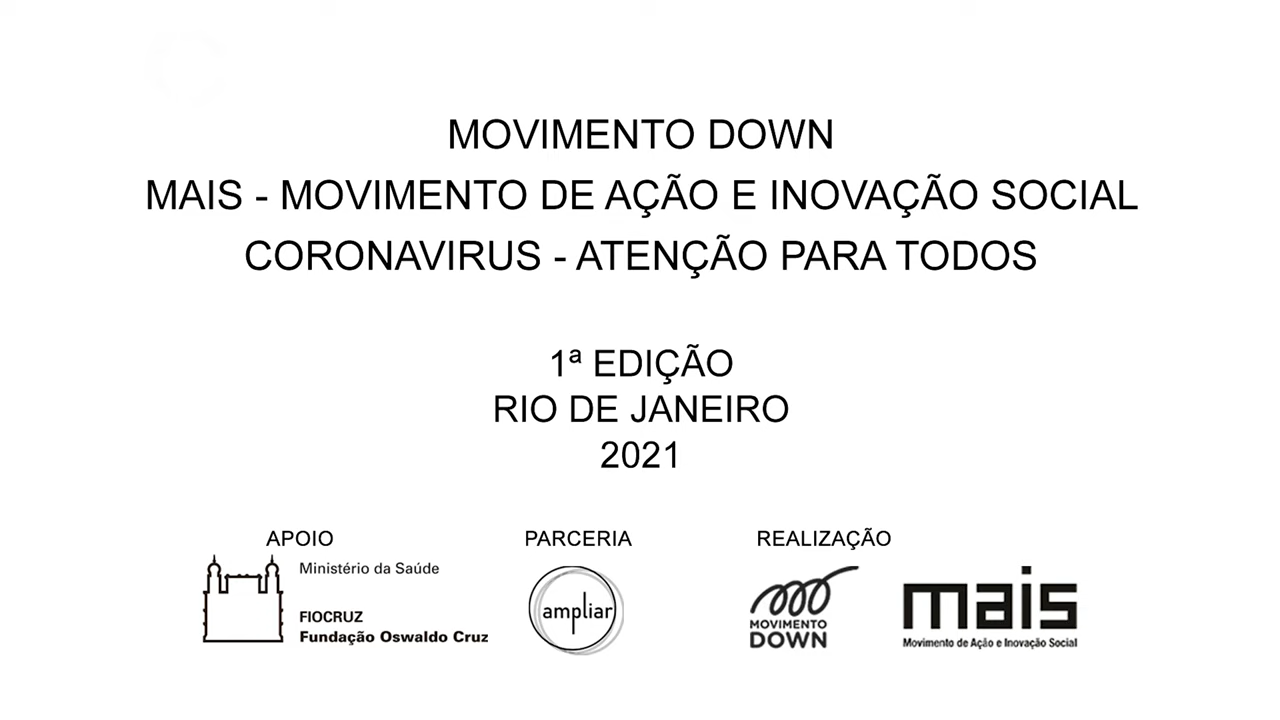 MOVIMENTO DOWN
MAIS - MOVIMENTO DE AÇÃO E INOVAÇÃO SOCIAL
CORONAVIRUS - ATENÇÃO PARA TODOS
1ª EDIÇÃO
RIO DE JANEIRO
2021
APOIO
Ministério da Saúde
FIOCRUZ
Fundação Oswaldo Cruz
PARCERIA
ampliar
REALIZAÇÃO
MOVIMENTO
DOWN
mais
Movimento de Ação e Inovação Social